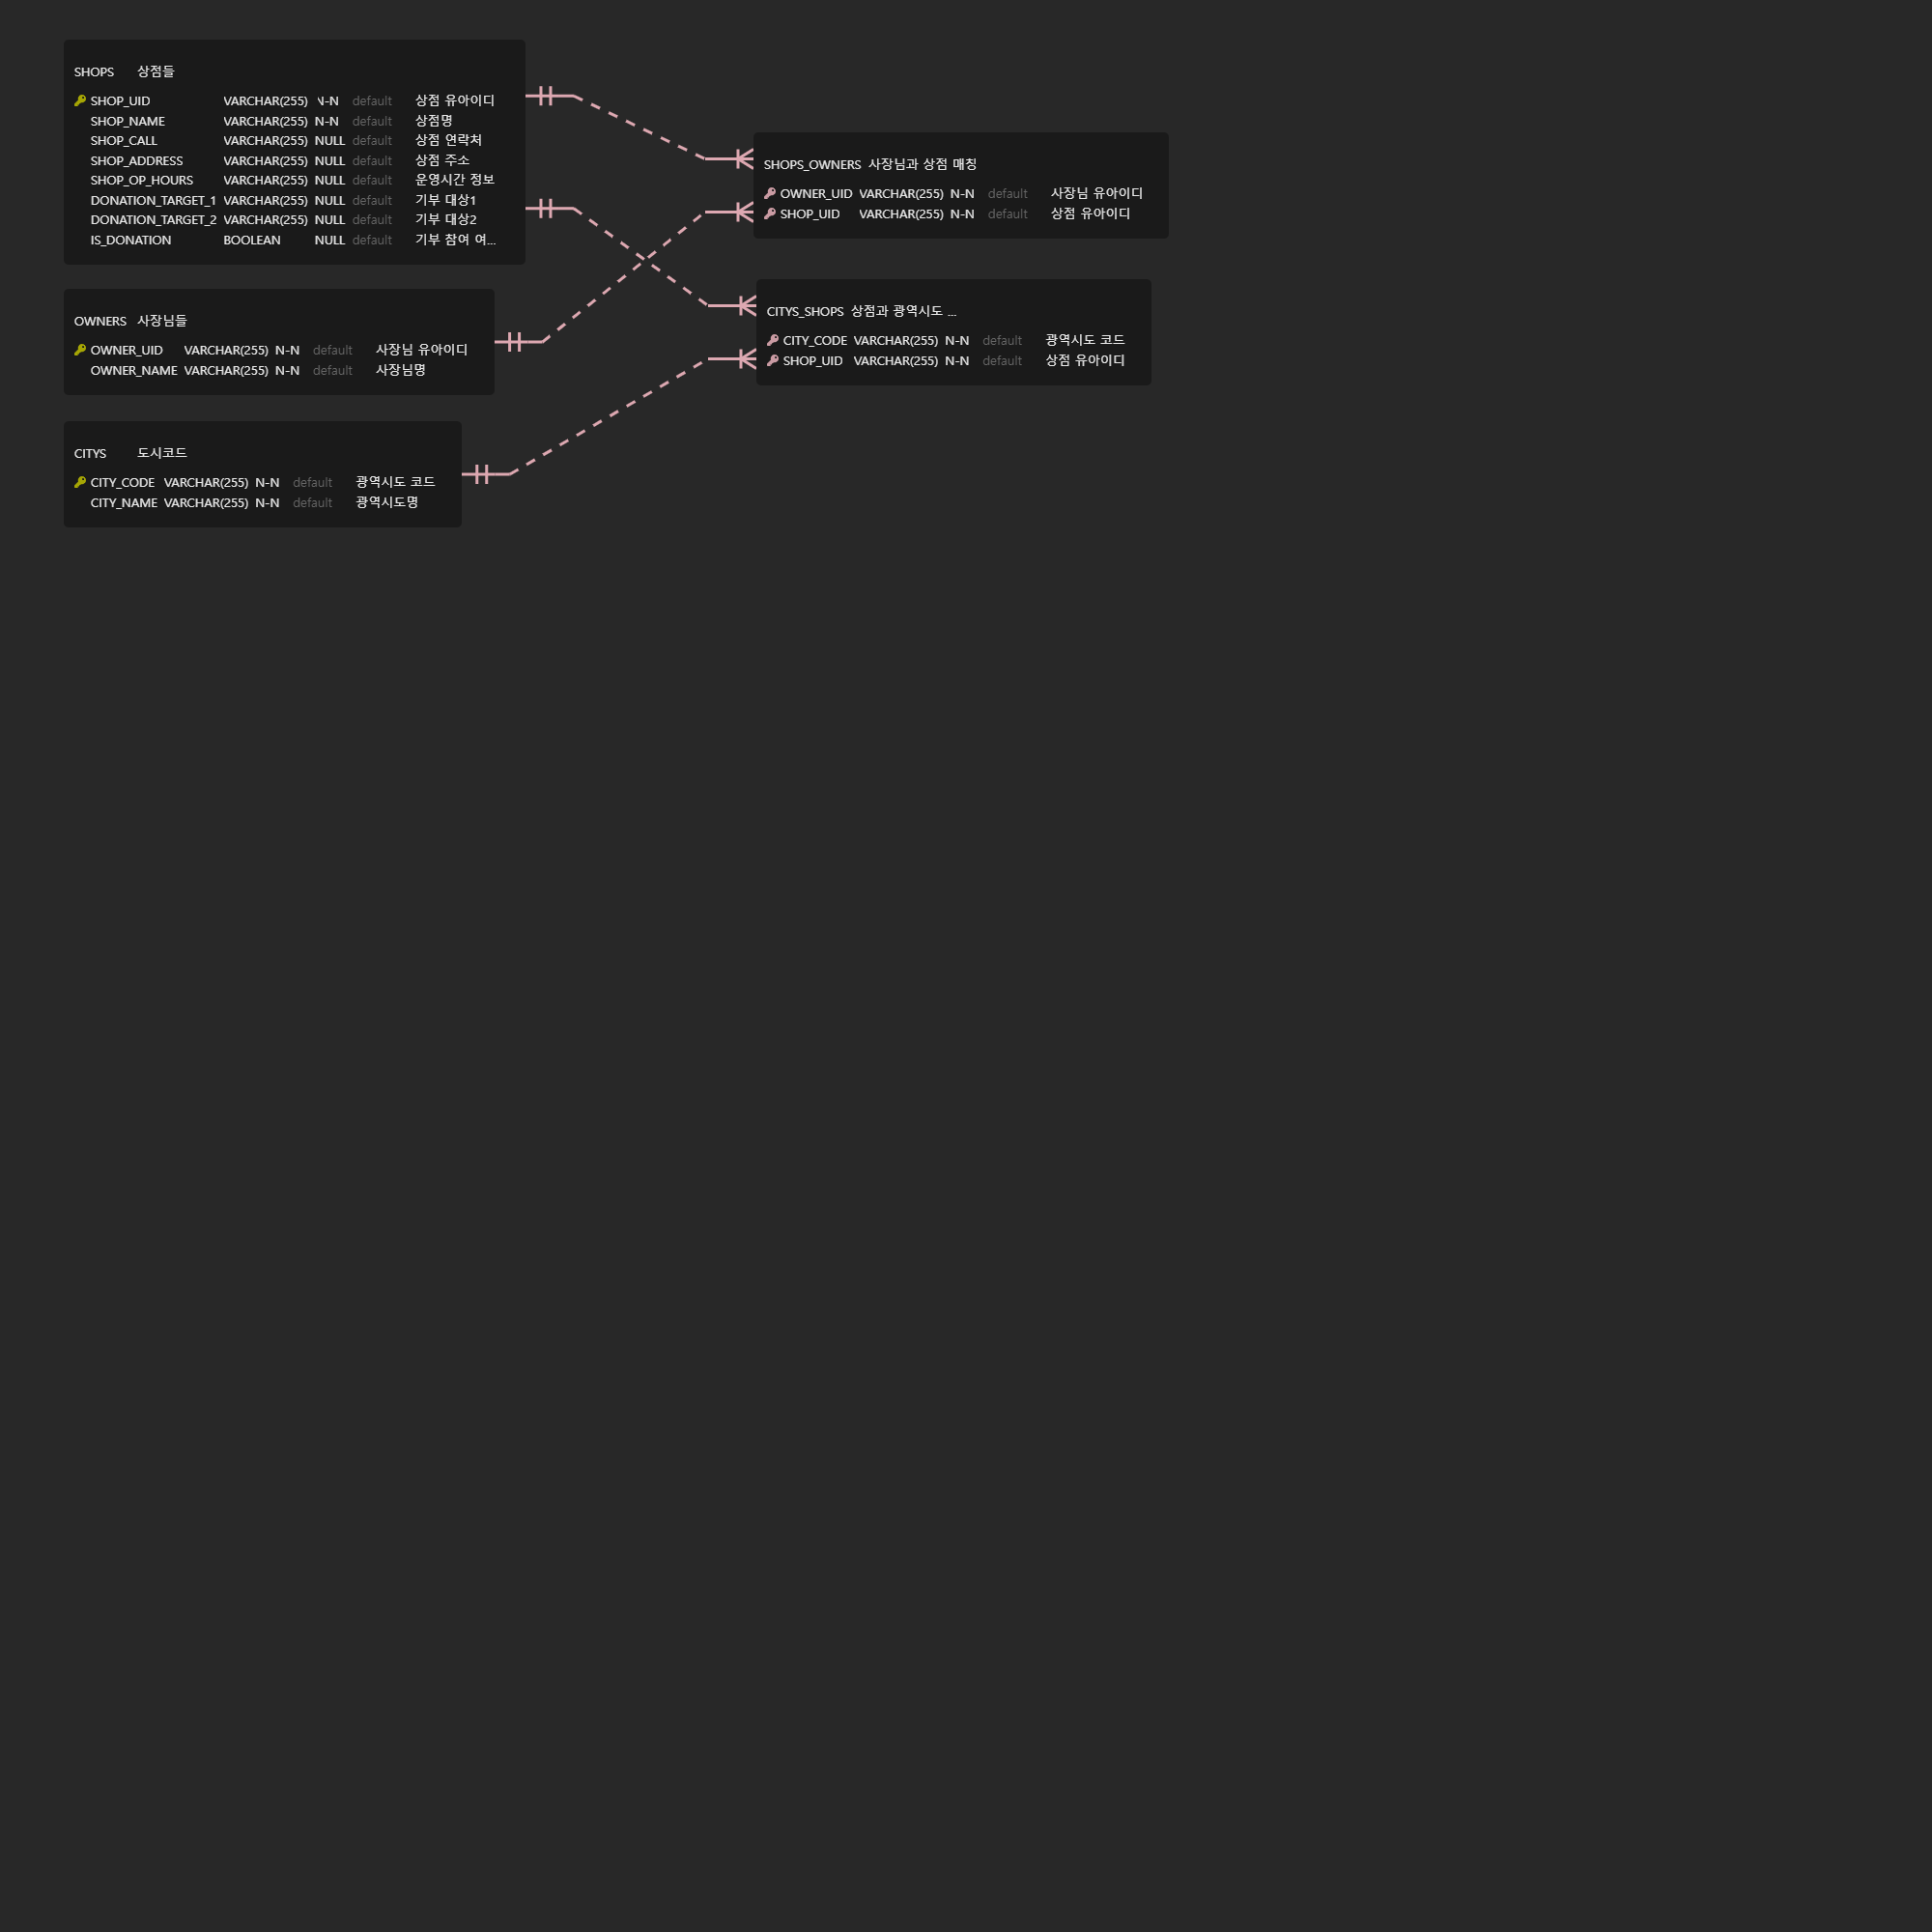 SHOPS 상점들
SHOP_UID VARCHAR(255) N-N default 상점 유아이디
SHOP_NAME VARCHAR(255) N-N default 상점명
SHOP_CALL VARCHAR(255) NULL default 상점 연락처
SHOP_ADDRESS VARCHAR(255) NULL default 상점 주소
SHOP_OP_HOURS VARCHAR(255) NULL default 운영시간 정보
DONATION_TARGET_1 VARCHAR(255) NULL default 기부 대상1
DONATION_TARGET_2 VARCHAR(255) NULL default 기부 대상2
IS_DONATION BOOLEAN NULL default 기부 참여 여...
OWNERS 사장님들
OWNER_UID VARCHAR(255) N-N default 사장님 유아이디
OWNER_NAME VARCHAR(255) N-N default 사장님명
CITYS 도시코드
CITY_CODE VARCHAR(255) N-N default 광역시도 코드
CITY_NAME VARCHAR(255) N-N default 광역시도명
SHOPS_OWNERS 사장님과 상점 매칭
OWNER_UID VARCHAR(255) N-N default 사장님 유아이디
SHOP_UID VARCHAR(255) N-N default 상점 유아이디
CITYS_SHOPS 상점과 광역시도 ...
CITY_CODE VARCHAR(255) N-N default 광역시도 코드
SHOP_UID VARCHAR(255) N-N default 상점 유아이디